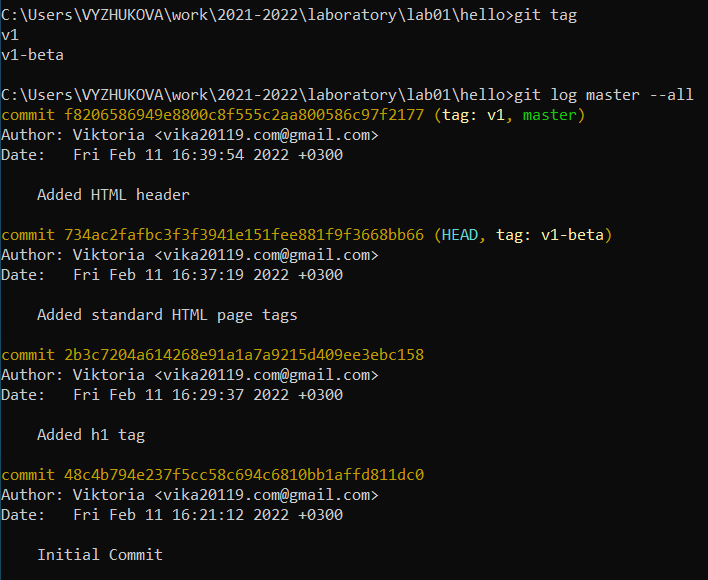 C:\Users\VYZHUKOVA\work\2021-2022\laboratory\lab01\hello>git tag
v1
v1-beta
C:\Users\VYZHUKOVA\work\2021-2022\laboratory\lab01\hello>git log master --all
commit f8206586949e8800c8f555c2aa800586c97f2177 (tag: v1, master)
Author: Viktoria <vika20119.com@gmail.com>
Date:   Fri Feb 11 16:39:54 2022 +0300
    Added HTML header
commit 734ac2fafbc3f3f3941e151fee881f9f3668bb66 (HEAD, tag: v1-beta)
Author: Viktoria <vika20119.com@gmail.com>
Date:   Fri Feb 11 16:37:19 2022 +0300
    Added standard HTML page tags
commit 2b3c7204a614268e91a1a7a9215d409ee3ebc158
Author: Viktoria <vika20119.com@gmail.com>
Date:   Fri Feb 11 16:29:37 2022 +0300
    Added h1 tag
commit 48c4b794e237f5cc58c694c6810bb1affd811dc0
Author: Viktoria <vika20119.com@gmail.com>
Date:   Fri Feb 11 16:21:12 2022 +0300
    Initial Commit